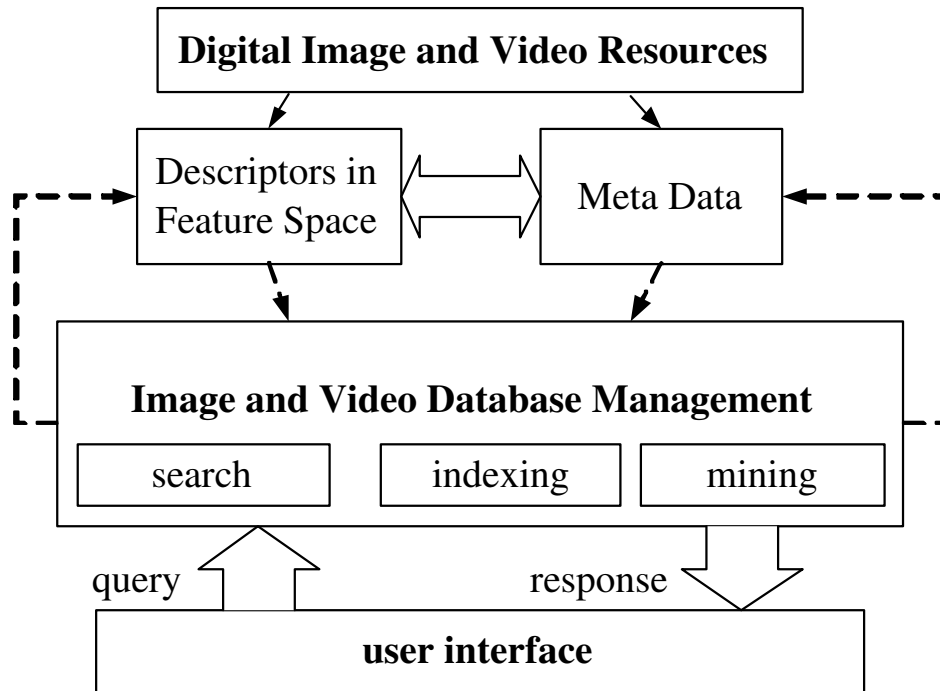 Digital Image and Video Resources
Descriptors in
Feature Space
Meta Data
Image and Video Database Management
search
indexing
mining
query
response
user interface